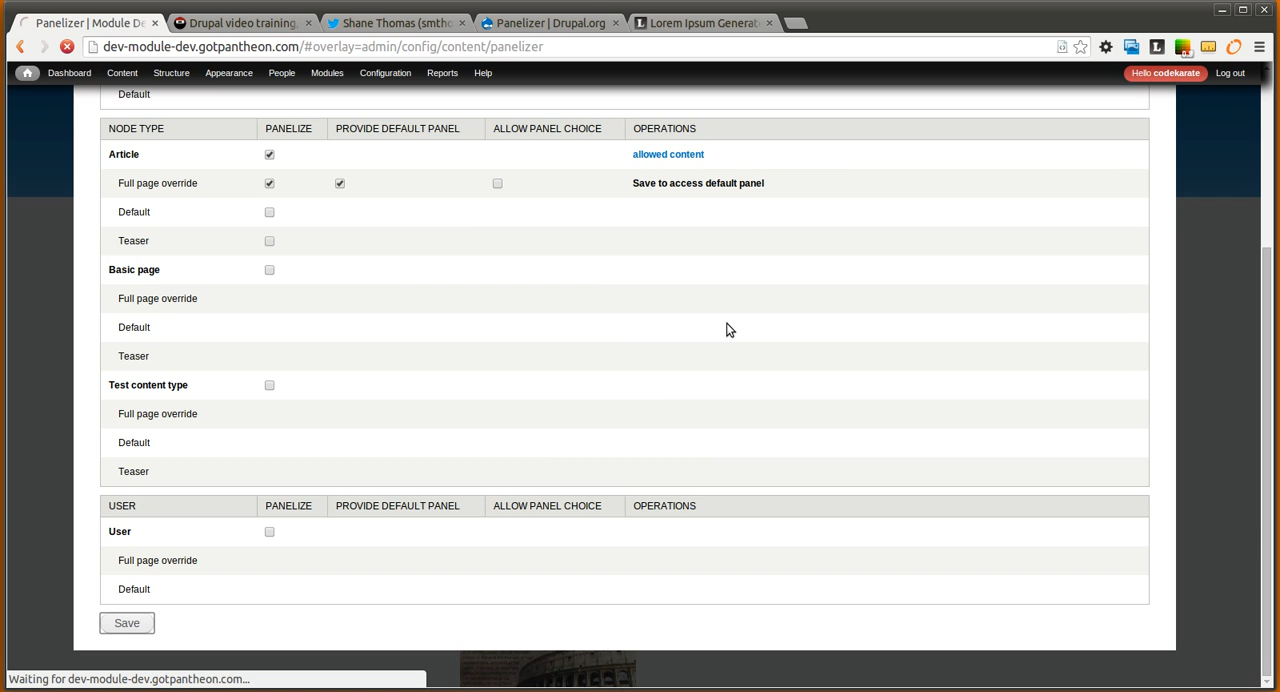 Panelizer | Module De
Drupal video training,
Shane Thomas (smtho
Panelizer | Drupal.org
Lorem Ipsum Generat
dev-module-dev.gotpantheon.com/#overlay=admin/config/content/panelizer
Dashboard Content Structure Appearance People Modules Configuration Reports Help Hello codekarate Log out
Default
NODE TYPE PANELIZE PROVIDE DEFAULT PANEL ALLOW PANEL CHOICE OPERATIONS
Article allowed content
Full page override Save to access default panel
Default
Teaser
Basic page
Full page override
Default
Teaser
Test content type
Full page override
Default
Teaser
USER PANELIZE PROVIDE DEFAULT PANEL ALLOW PANEL CHOICE OPERATIONS
User
Full page override
Default
Save
Waiting for dev-module-dev.gotpantheon.com...